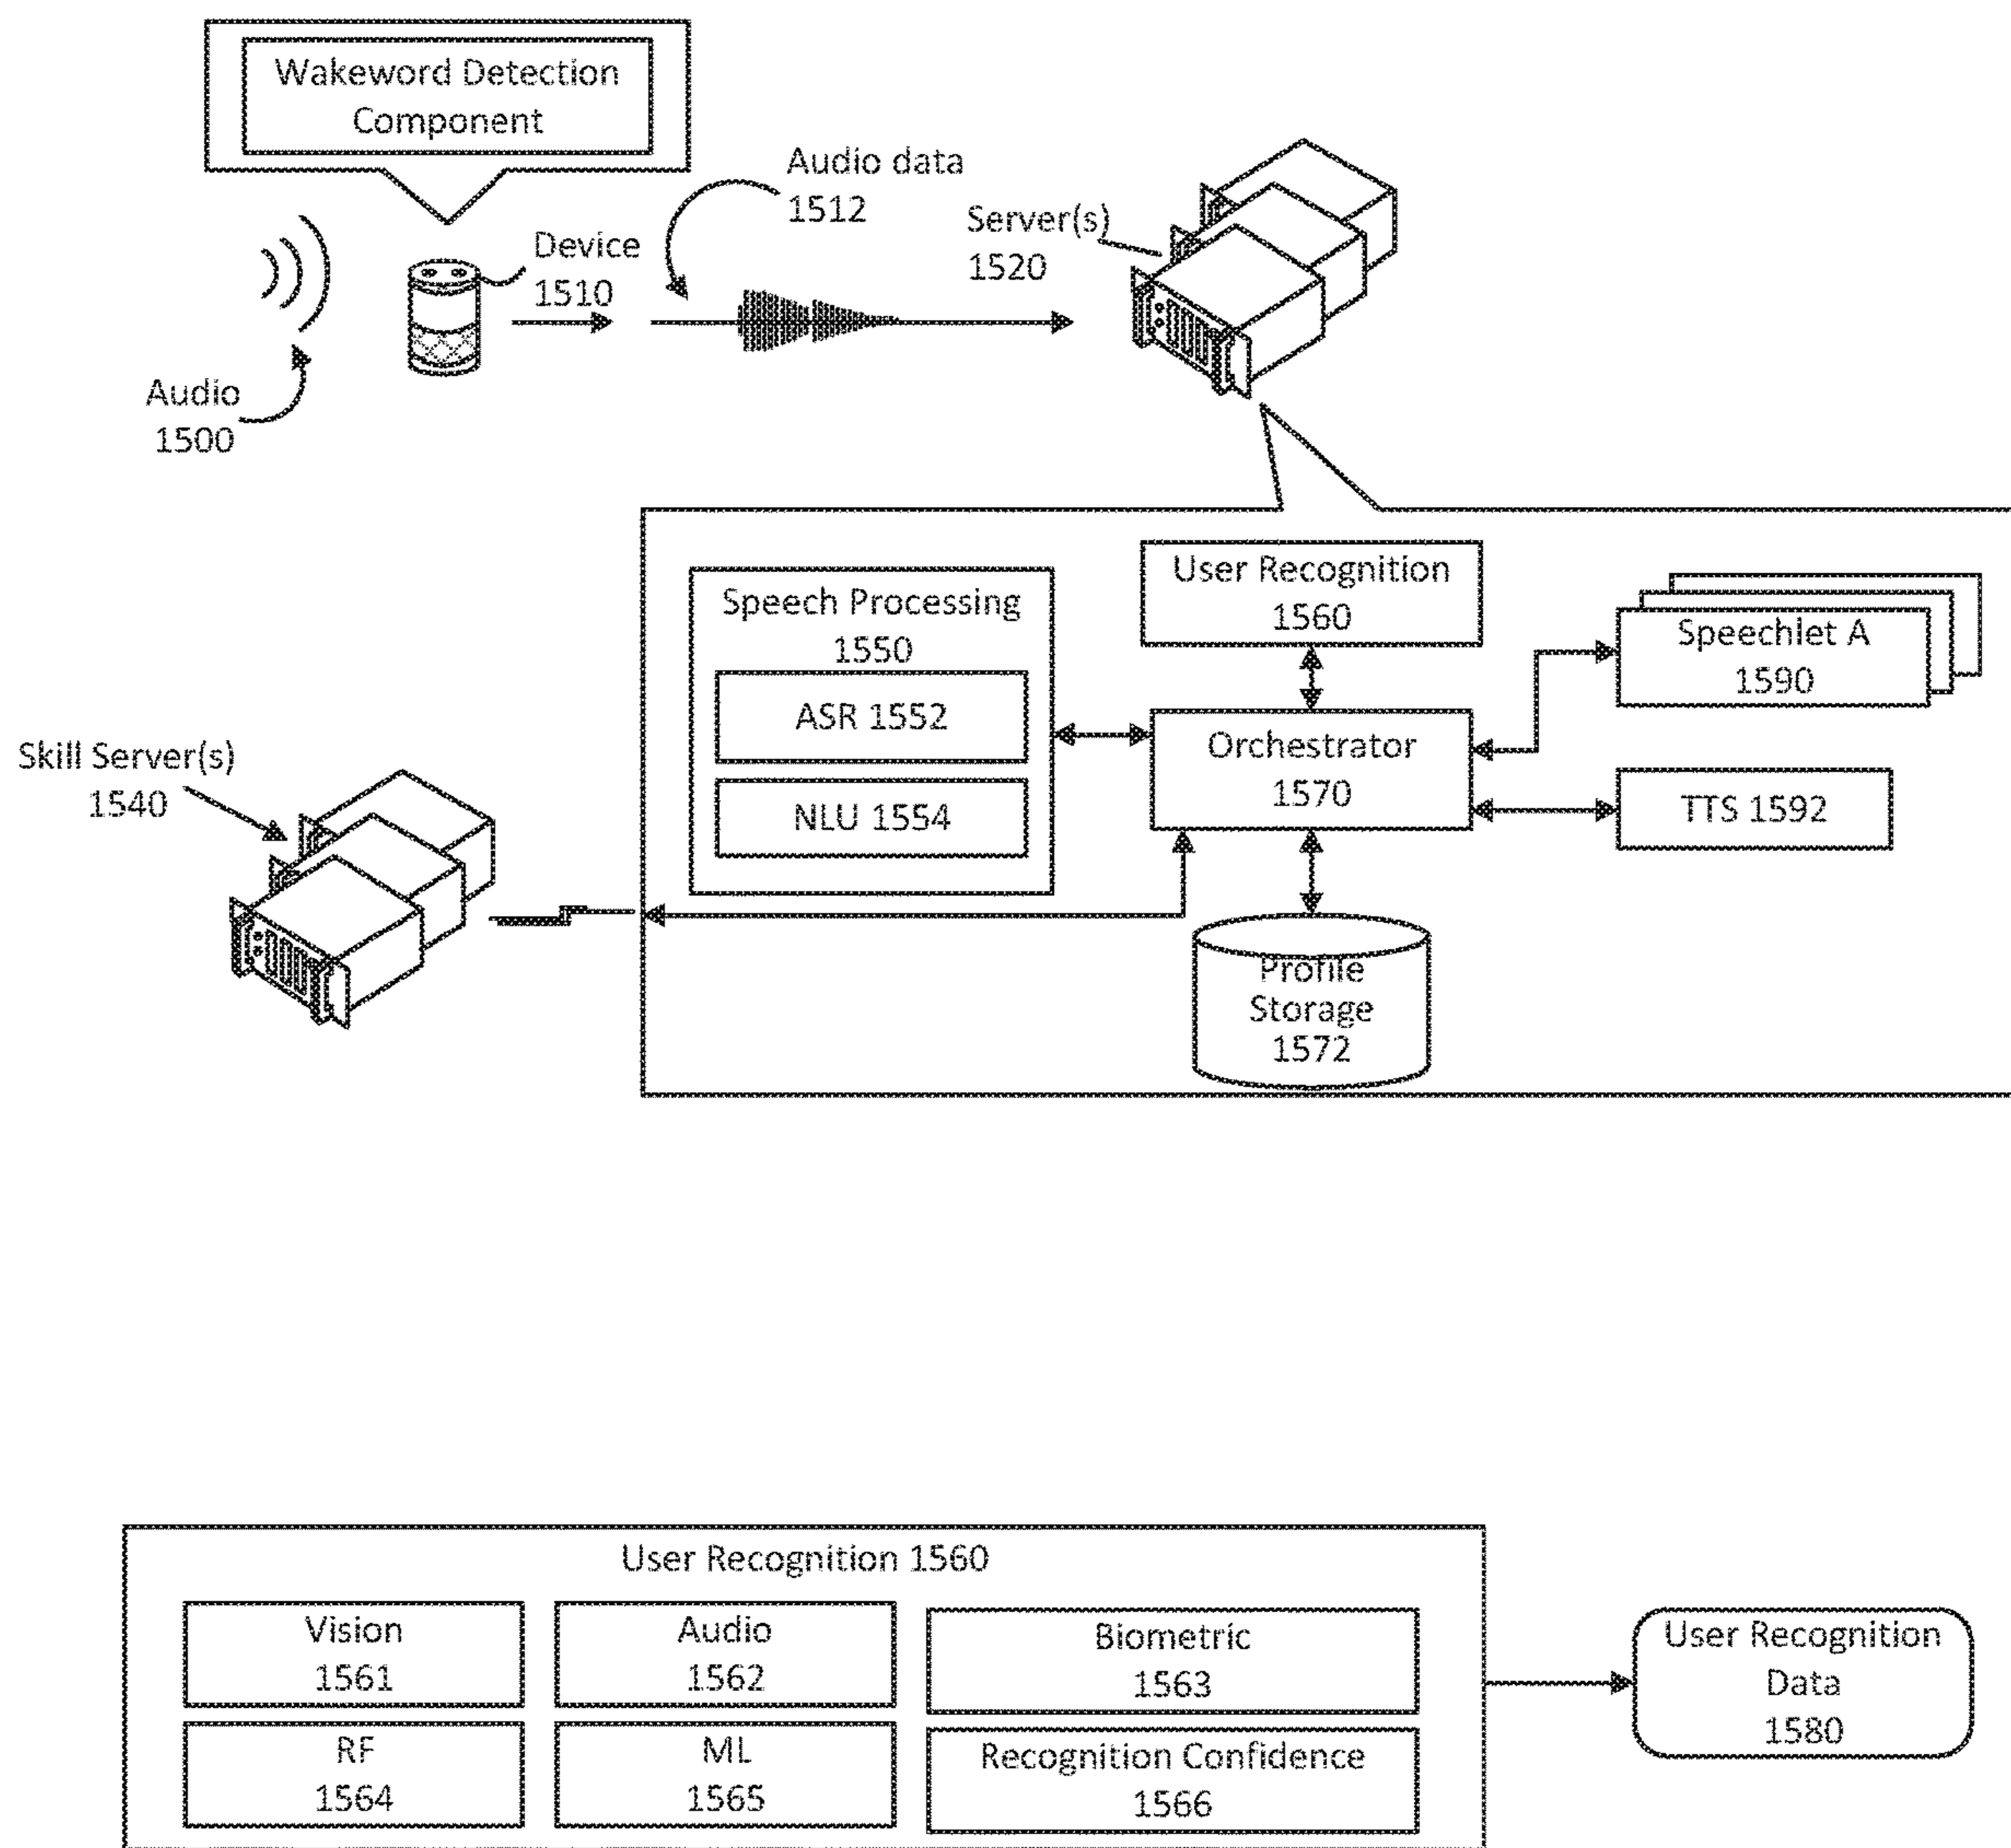 Wakeword Detection
Component
Audio data
1512
Server(s)
1520
Device
1510
Audio
1500
User Recognition
1560
Speech Processing
1550
ASR 1552
NLU 1554
Speechlet A
1590
Orchestrator
1570
TTS 1592
Skill Server(s)
1540
Profile
Storage
1572
User Recognition 1560
Vision
1561
Audio
1562
Biometric
1563
RF
1564
ML
1565
Recognition Confidence
1566
User Recognition
Data
1580